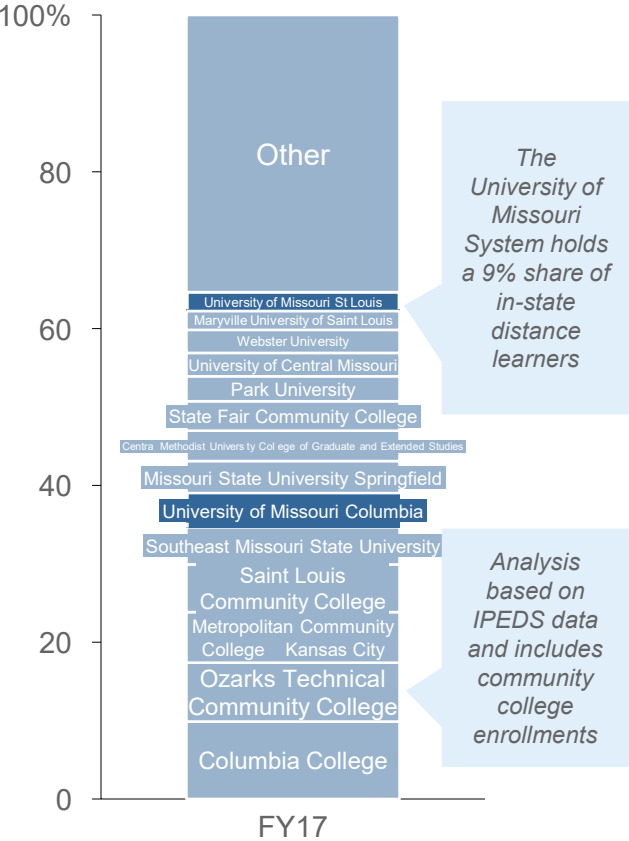 100%
80
60
40
20
0
Other
University of Missouri St Louis
Maryville University of Saint Louis
Webster University
University of Central Missouri
Park University
State Fair Community College
Centra Methodist Univers ty Col ege of Graduate and Extended Studies
Missouri State University Springfield
University of Missouri Columbia
Southeast Missouri State University
Saint Louis
Community College
Metropolitan Community
College Kansas City
Ozarks Technical
Community College
Columbia College
FY17
The
University of
Missouri
System holds
a 9% share of
in-state
distance
learners
Analysis
based on
IPEDS data
and includes
community
college
enrollments